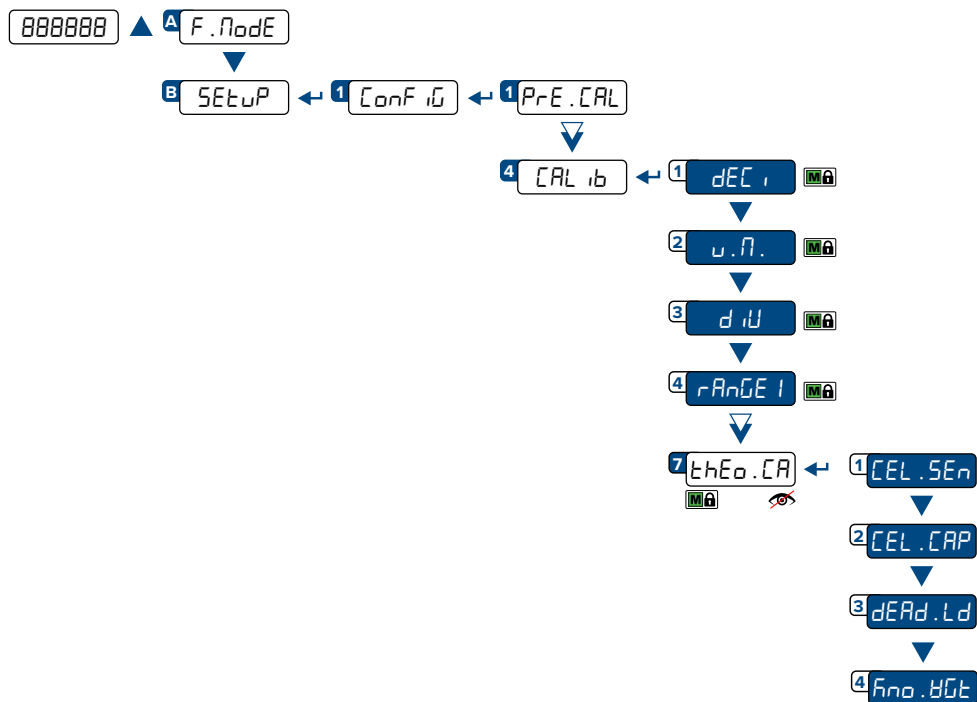 888888 A F.ModE
B SEtuP 1 ConFiG 1 PrE.CAL
4 CALib 1 dECi M
2 u.M. M
3 diU M
4 rAnGE1 M
7 thEo.CA 1 CEL.SEn
M
2 CEL.CAP
3 dEAd.Ld
4 kno.WGt